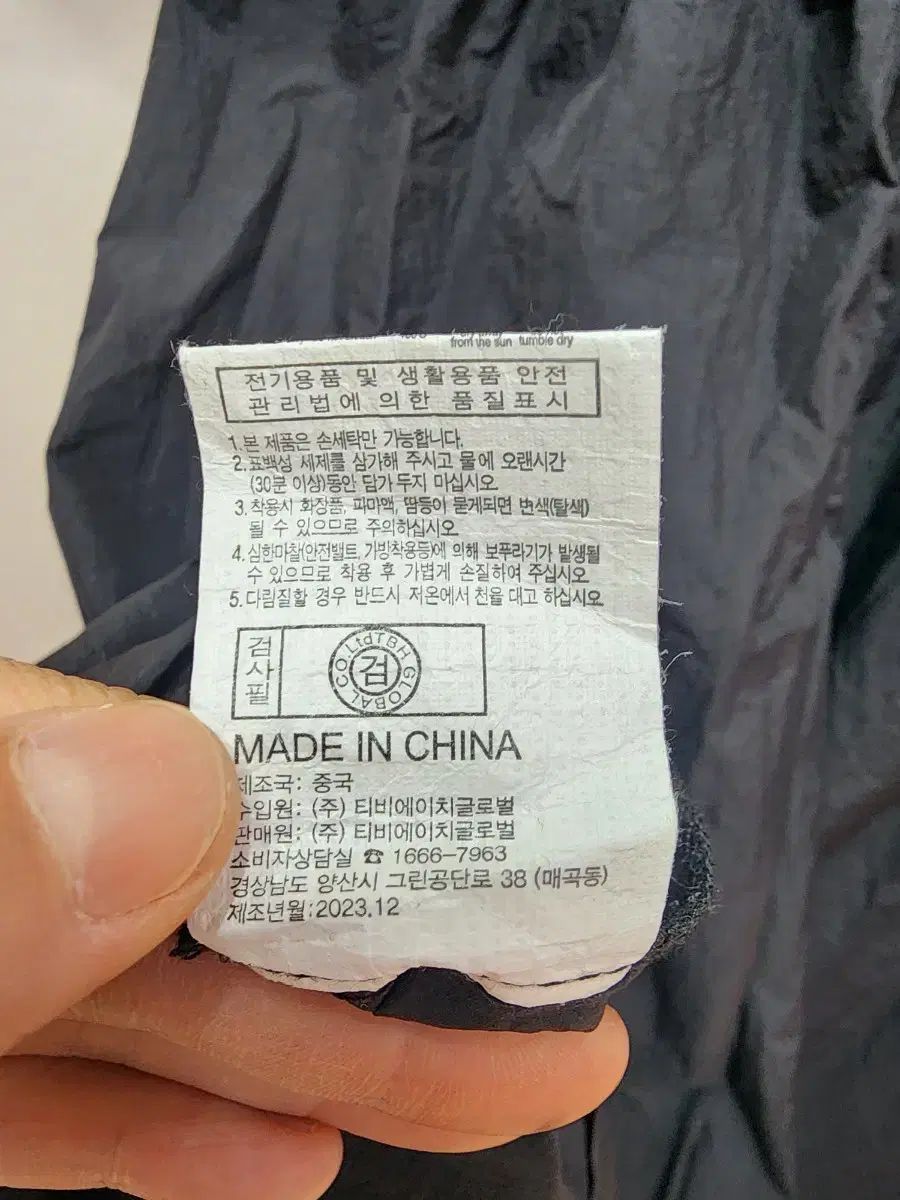 from the sun tumble dry
전기용품 및 생활용품 안전
관리법에 의한 품질표시
1. 본 제품은 손세탁만 가능합니다.
2. 표백성 세제를 삼가해 주시고 물에 오랜시간
(30분 이상)동안 담가 두지 마십시오
3. 착용시 화장품, 파마액, 땀등이 묻게되면 변색(탈색)
될 수 있으므로 주의하십시오
4. 심한마찰(안전밸트, 가방착용등)에 의해 보푸라기가 발생될
수 있으므로 착용 후 가볍게 손질하여 주십시오
5. 다림질할 경우 반드시 저온에서 천을 대고 하십시오
검사필
CO.Ltd TBH GLOBAL
검
MADE IN CHINA
제조국: 중국
수입원: (주) 티비에이치글로벌
판매원: (주) 티비에이치글로벌
소비자상담실 ☎ 1666-7963
경상남도 양산시 그린공단로 38 (매곡동)
제조년월:2023.12